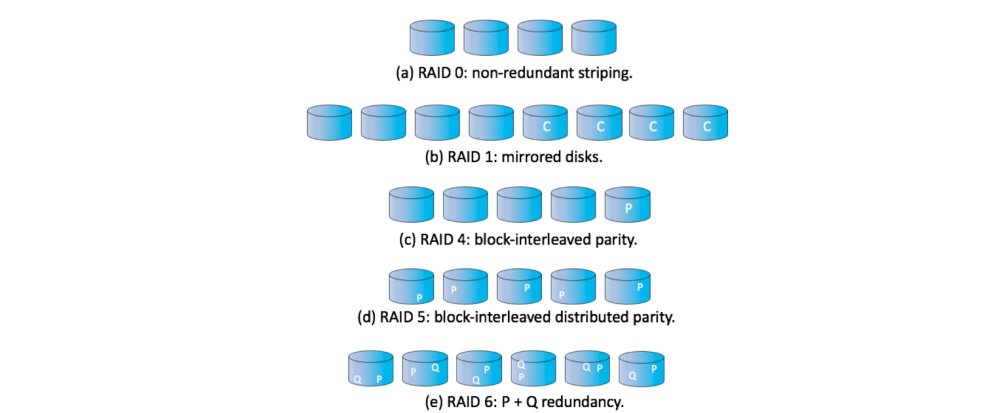 (a) RAID 0: non-redundant striping.
C C C C
(b) RAID 1: mirrored disks.
P
(c) RAID 4: block-interleaved parity.
P P P P P
(d) RAID 5: block-interleaved distributed parity.
Q P P Q Q P Q P Q P Q P
(e) RAID 6: P + Q redundancy.